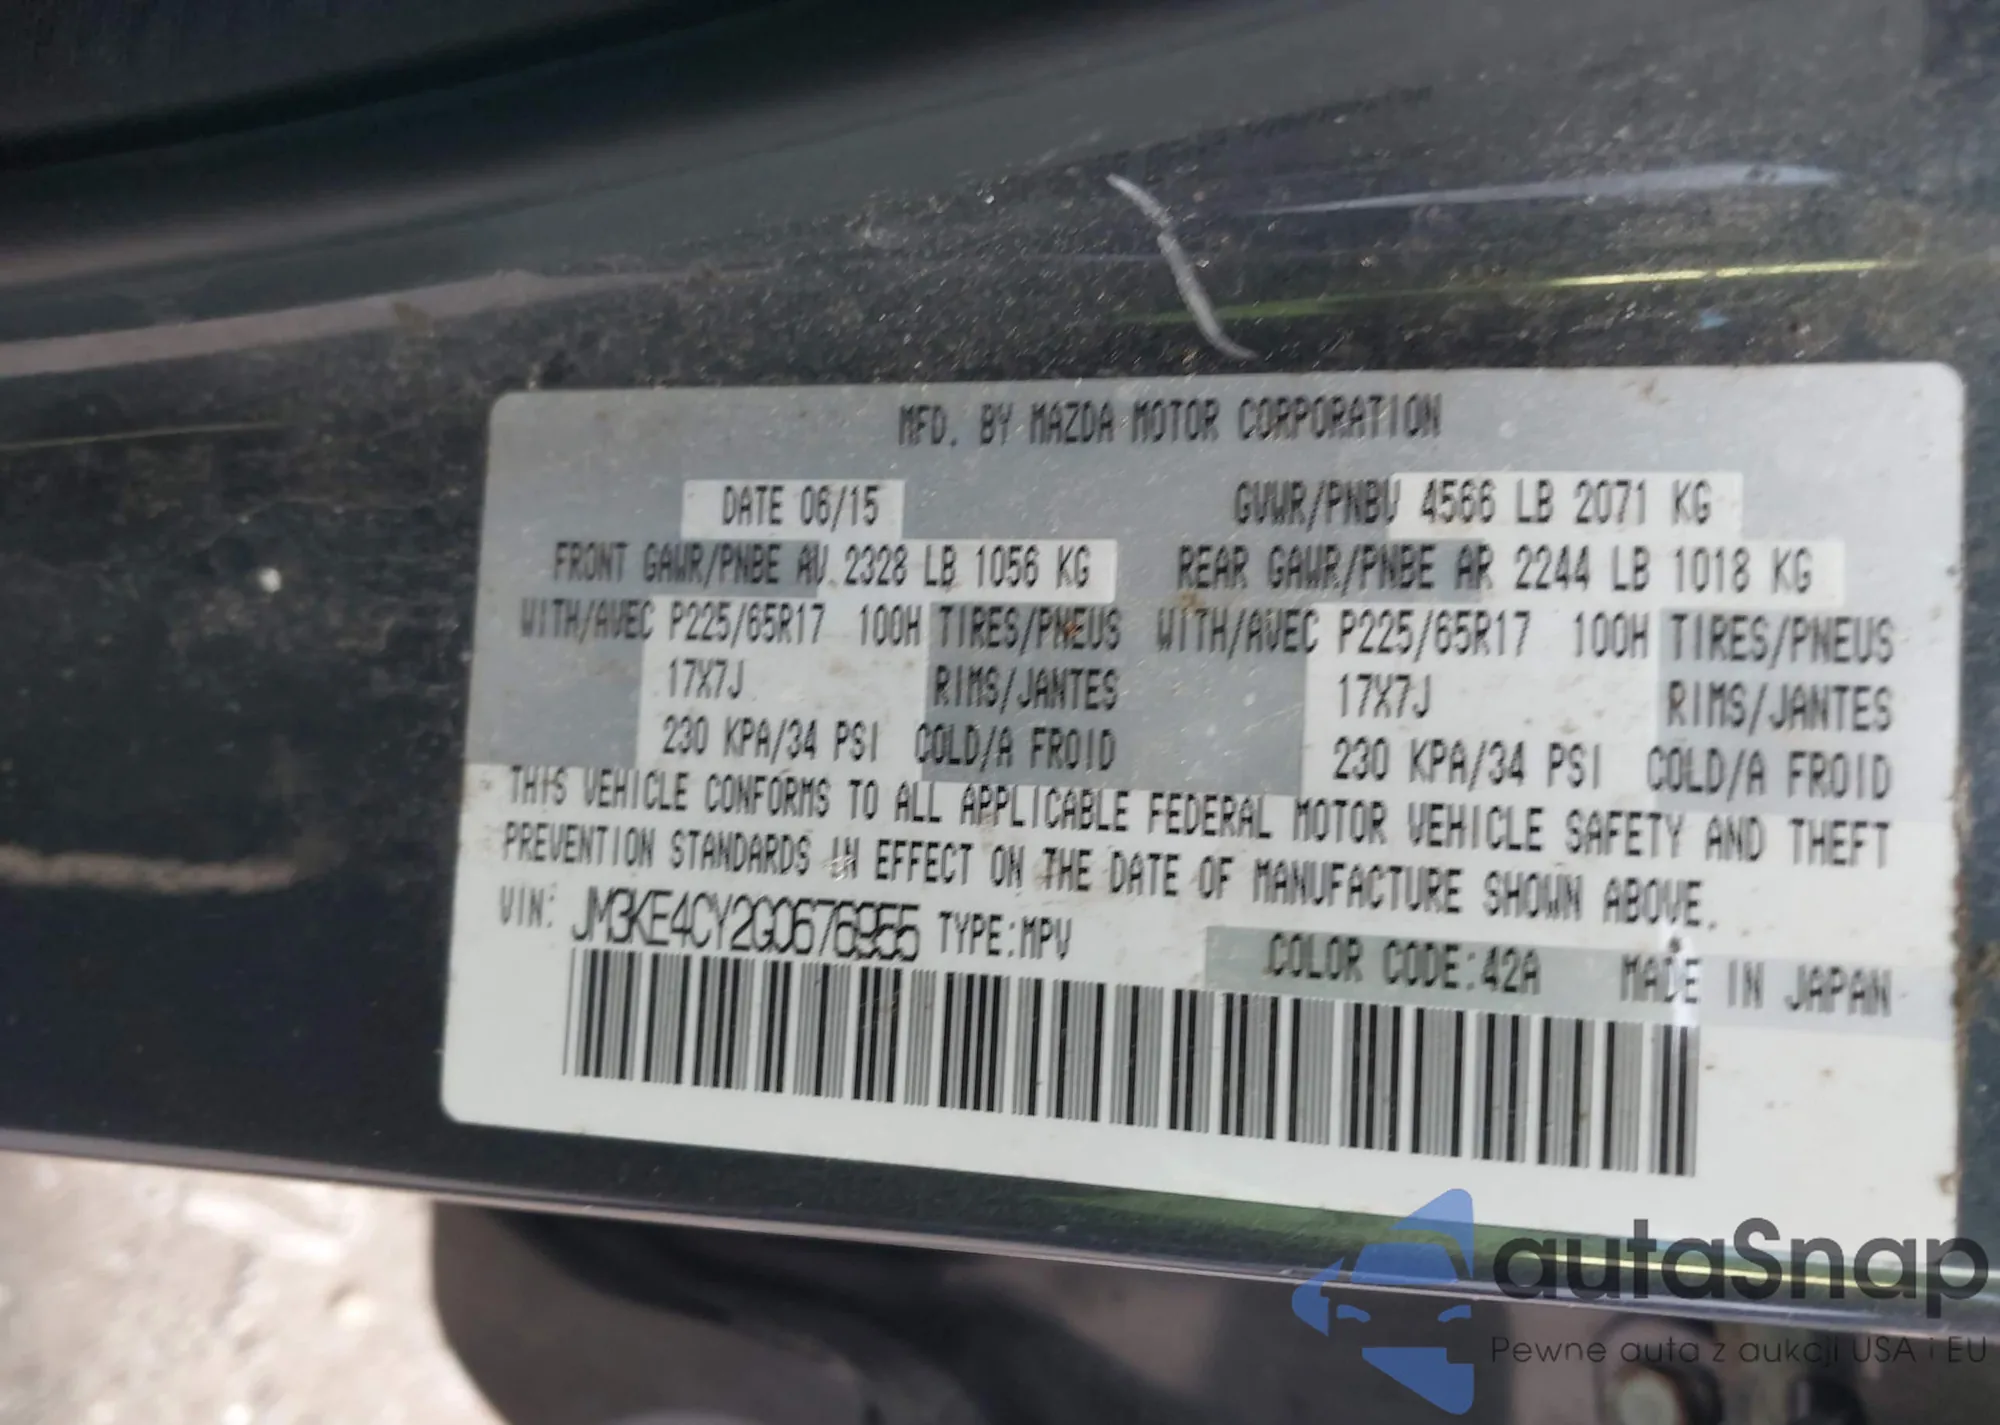 MFD. BY MAZDA MOTOR CORPORATION
DATE 06/15 GVWR/PNBV 4566 LB 2071 KG
FRONT GAWR/PNBE AV 2328 LB 1056 KG REAR GAWR/PNBE AR 2244 LB 1018 KG
WITH/AVEC P225/65R17 100H TIRES/PNEUS WITH/AVEC P225/65R17 100H TIRES/PNEUS
17X7J RIMS/JANTES 17X7J RIMS/JANTES
230 KPA/34 PSI COLD/A FROID 230 KPA/34 PSI COLD/A FROID
THIS VEHICLE CONFORMS TO ALL APPLICABLE FEDERAL MOTOR VEHICLE SAFETY AND THEFT
PREVENTION STANDARDS IN EFFECT ON THE DATE OF MANUFACTURE SHOWN ABOVE.
VIN: JM3KE4CY2G0676955 TYPE:MPV
COLOR CODE:42A MADE IN JAPAN
autaSnap
Pewne auta z aukcji USA i EU